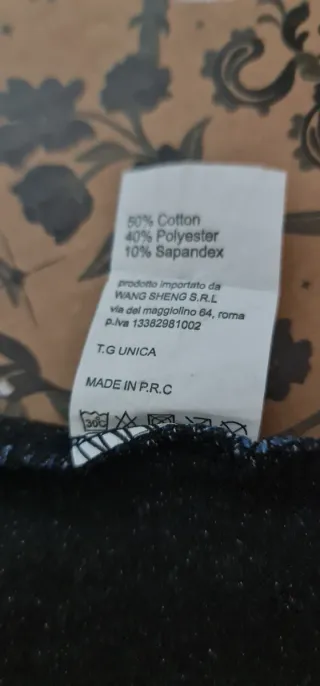 50% Cotton
40% Polyester
10% Sapandex
prodotto importato da
WANG SHENG S.R.L
via del maggiolino 64, roma
p.iva 13382981002
T.G UNICA
MADE IN P.R.C
30C